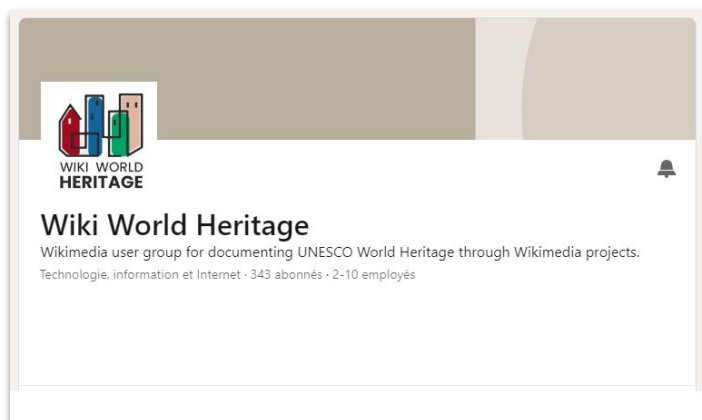 WIKI WORLD
HERITAGE
Wiki World Heritage
Wikimedia user group for documenting UNESCO World Heritage through Wikimedia projects.
Technologie, information et Internet · 343 abonnés · 2-10 employés